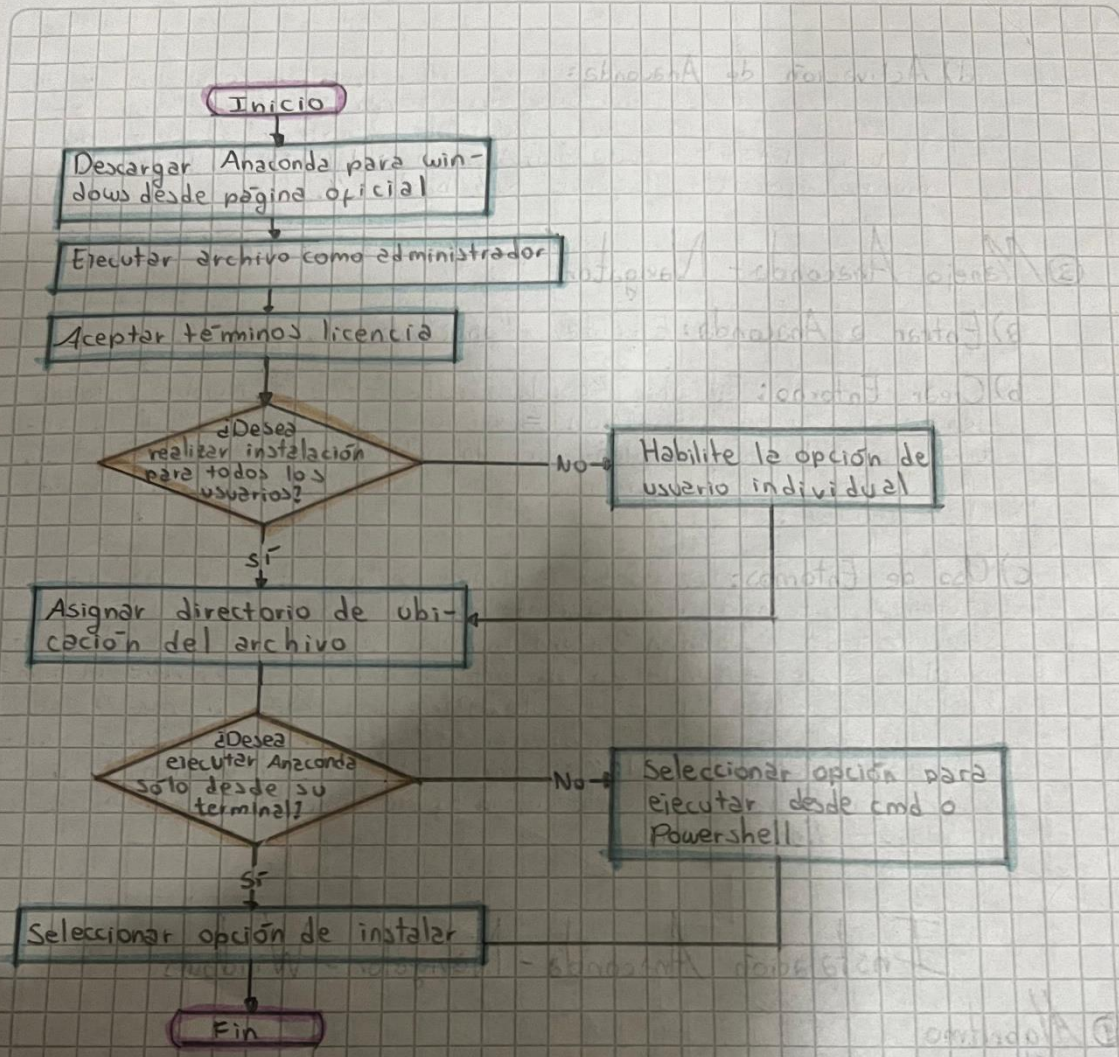 Inicio
Descargar Anaconda para win-
dows desde página oficial
Ejecutar archivo como administrador
Aceptar términos licencia
¿Desea
realizar instalación
para todos los
usuarios?
No
Habilite la opción de
usuario individual
sí
Asignar directorio de ubi-
cación del archivo
¿Desea
ejecutar Anaconda
sólo desde su
terminal?
No
Seleccionar opción para
ejecutar desde cmd o
Powershell
sí
Seleccionar opción de instalar
Fin